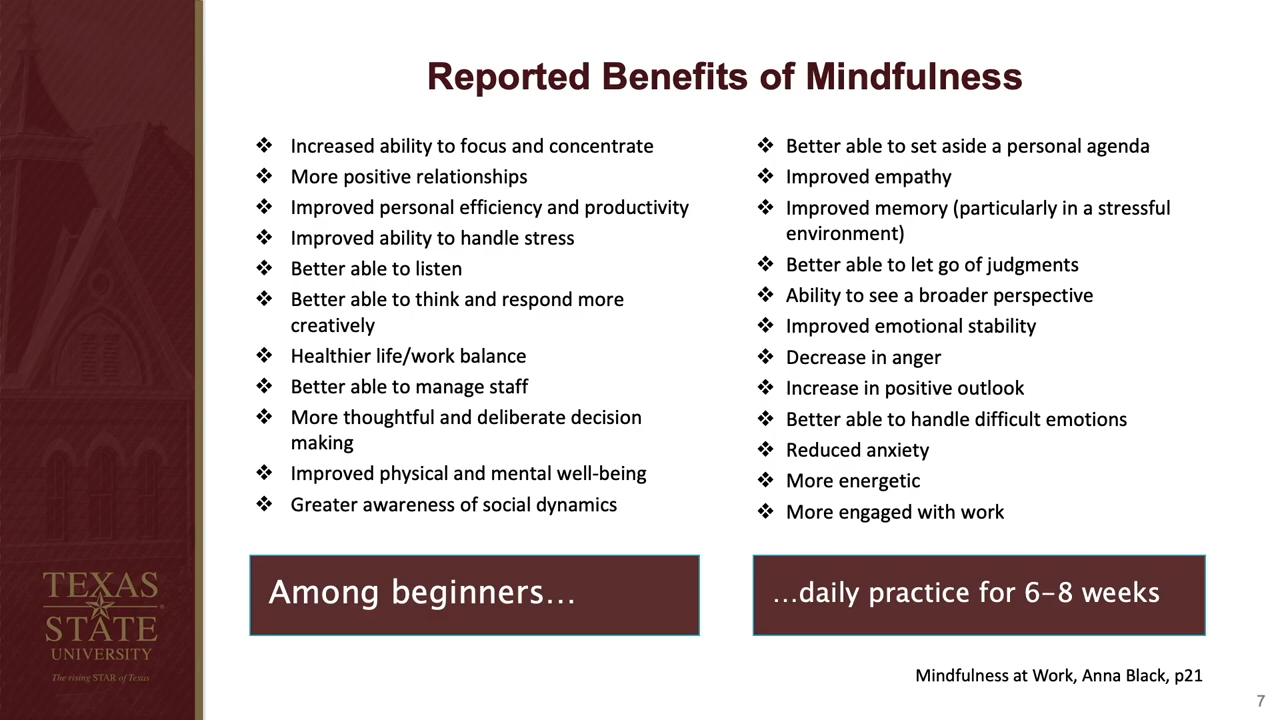 Reported Benefits of Mindfulness
❖ Increased ability to focus and concentrate
❖ More positive relationships
❖ Improved personal efficiency and productivity
❖ Improved ability to handle stress
❖ Better able to listen
❖ Better able to think and respond more
creatively
❖ Healthier life/work balance
❖ Better able to manage staff
❖ More thoughtful and deliberate decision
making
❖ Improved physical and mental well-being
❖ Greater awareness of social dynamics
❖ Better able to set aside a personal agenda
❖ Improved empathy
❖ Improved memory (particularly in a stressful
environment)
❖ Better able to let go of judgments
❖ Ability to see a broader perspective
❖ Improved emotional stability
❖ Decrease in anger
❖ Increase in positive outlook
❖ Better able to handle difficult emotions
❖ Reduced anxiety
❖ More energetic
❖ More engaged with work
Among beginners…
…daily practice for 6–8 weeks
Mindfulness at Work, Anna Black, p21
TEXAS
STATE
UNIVERSITY
The rising STAR of Texas
7